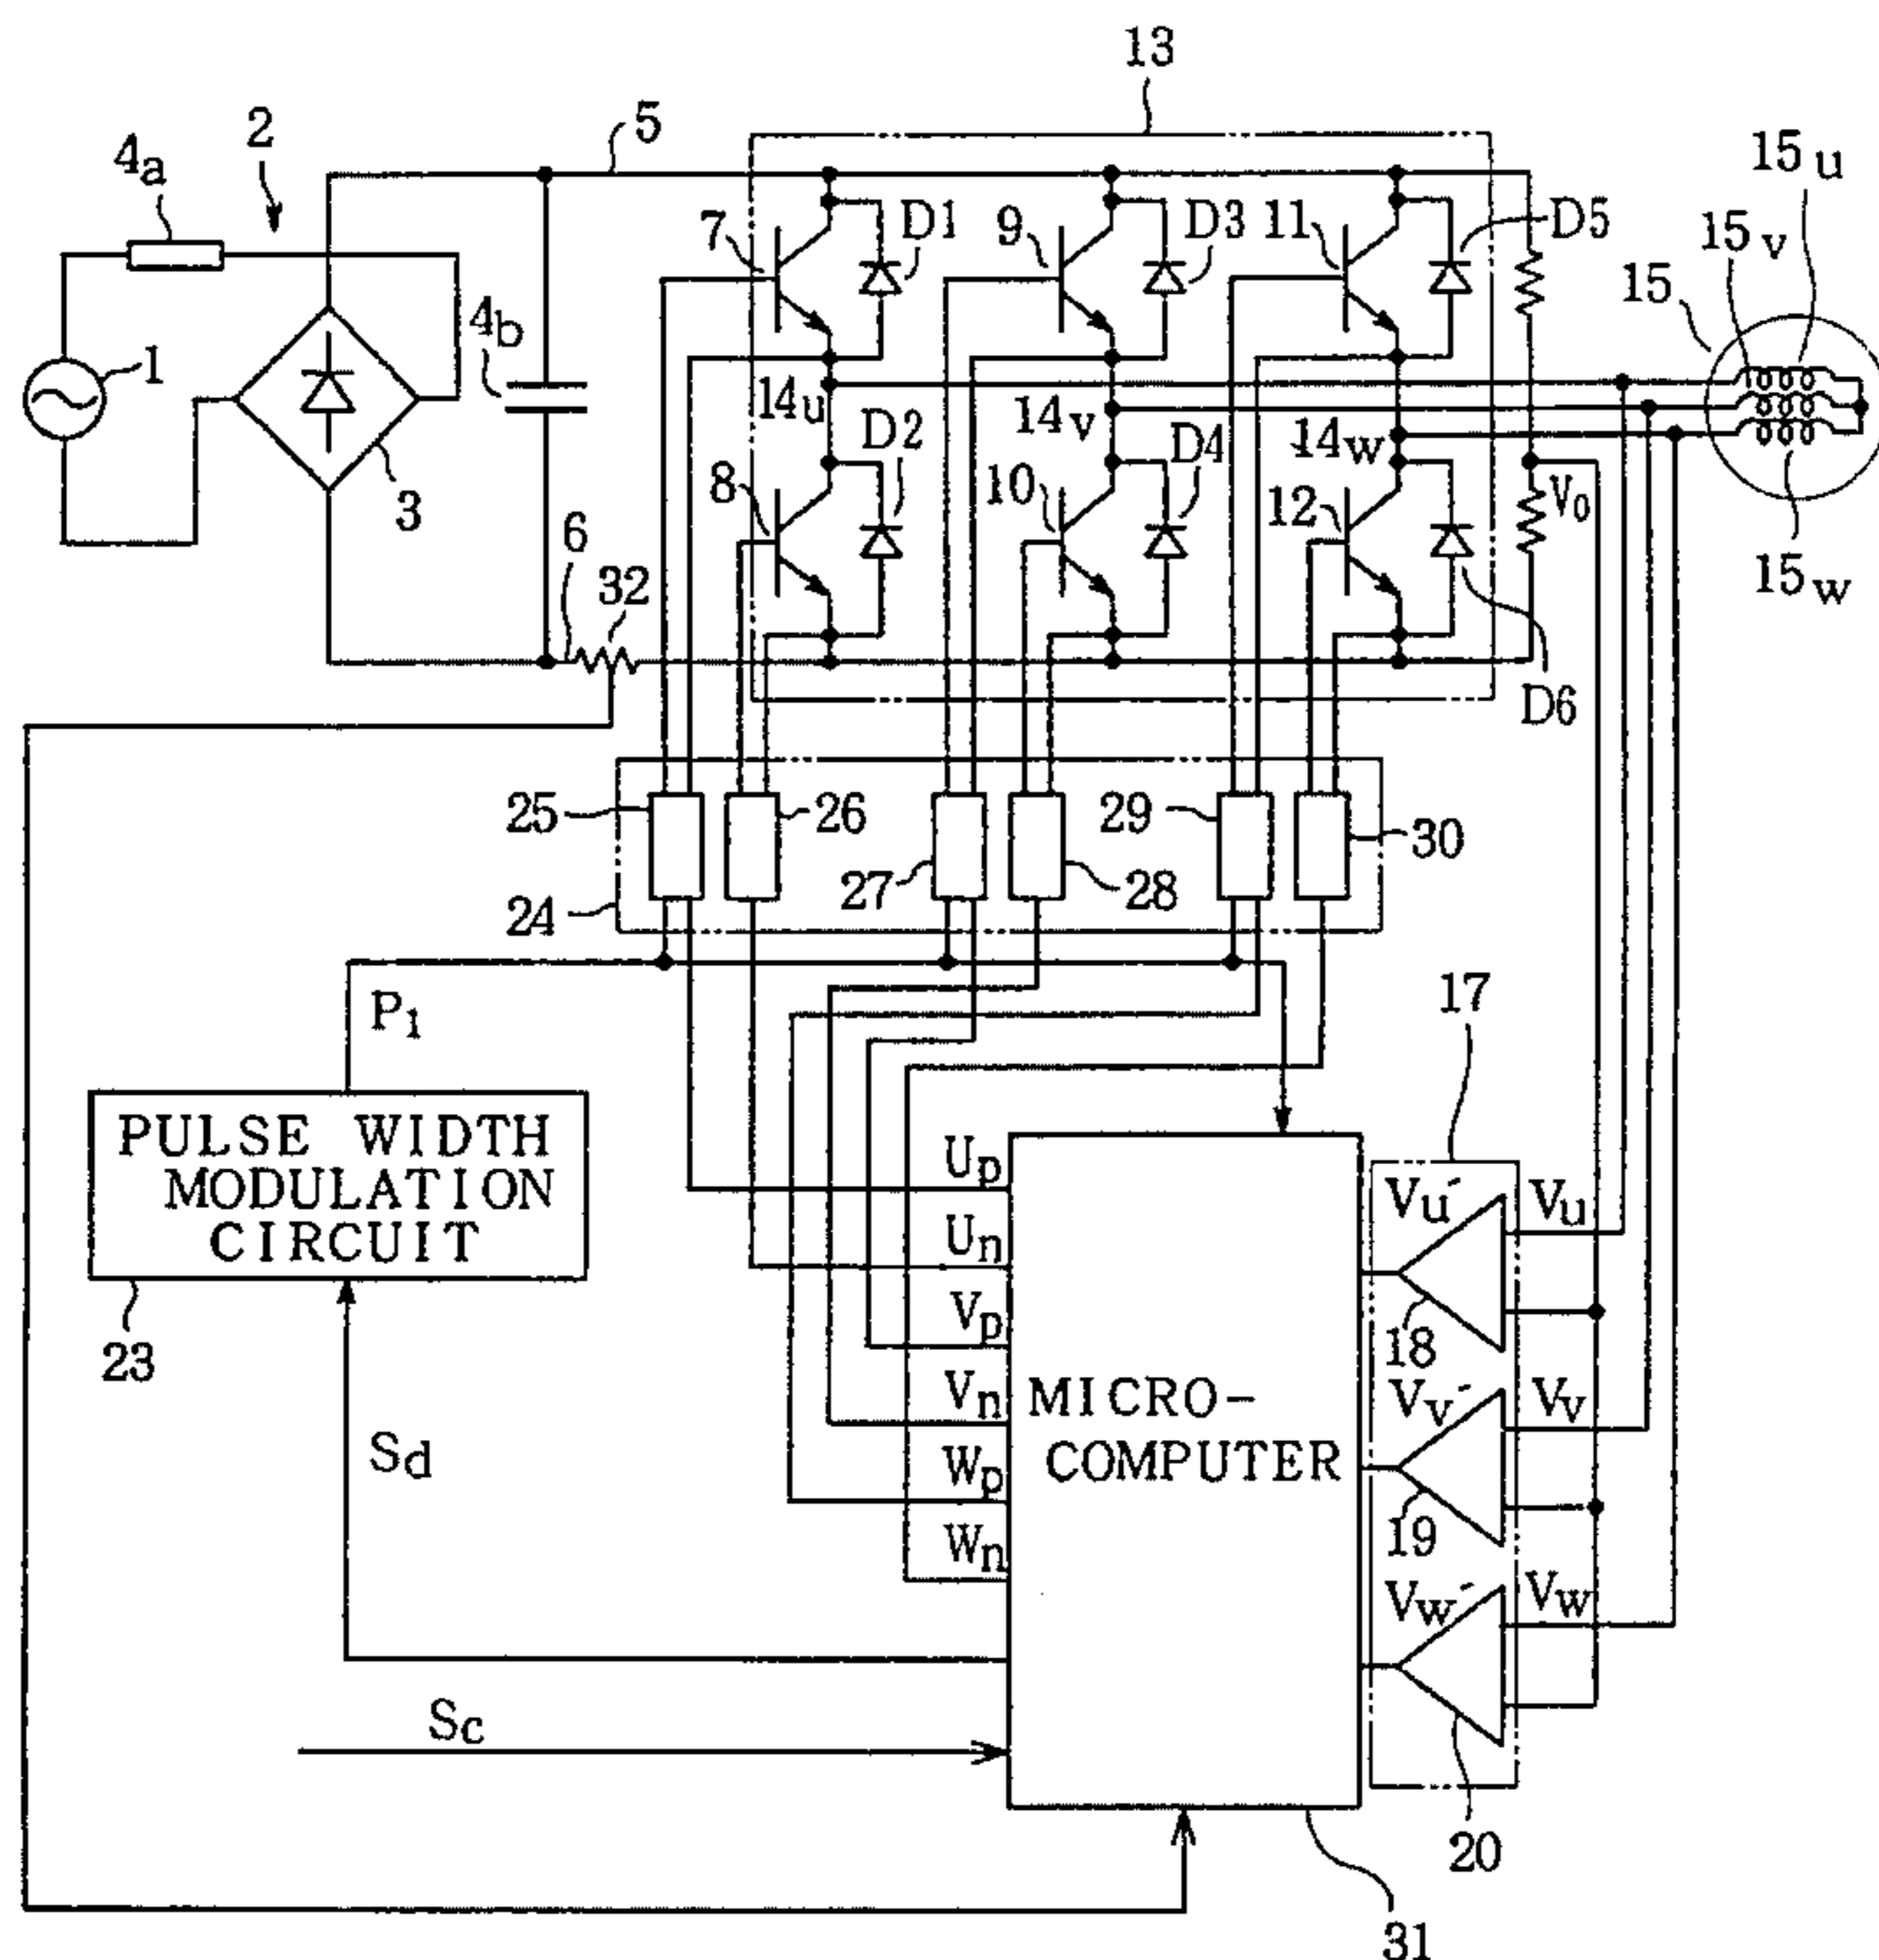 13
2
5
4a
15u
7
D1
9
D3
11
D5
15v
15
1
4b
14u
14v
14w
D2
D4
3
8
10
12
V0
6
32
15w
D6
25
26
29
30
27
28
24
P1
17
PULSE WIDTH
MODULATION
CIRCUIT
23
Up
Un
Vp
Vn
Wp
Wn
MICRO-
COMPUTER
Vu'
Vu
18
Vv'
Vv
19
Vw'
Vw
20
Sd
Sc
31